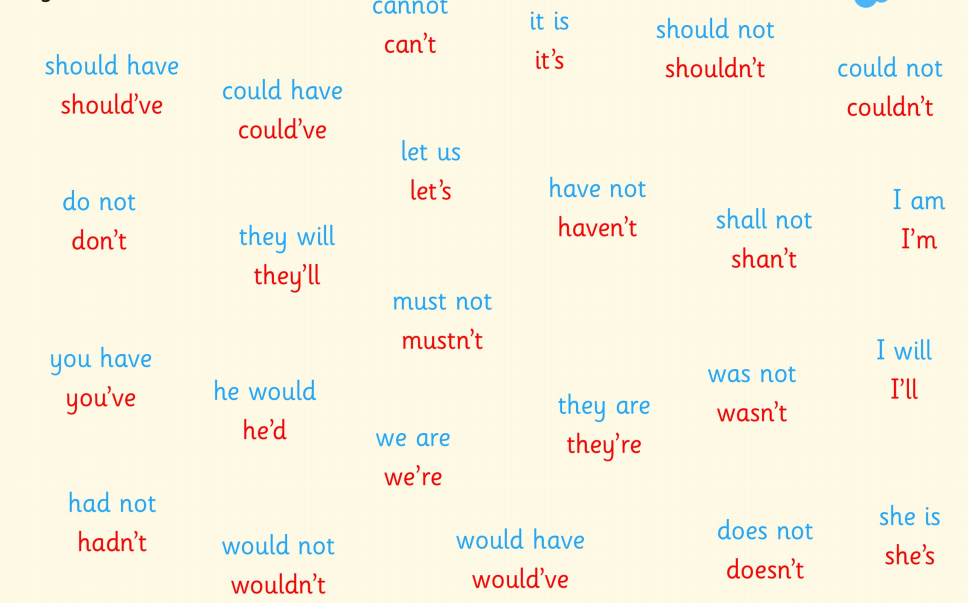 cannot
can't
it is
it's
should not
shouldn't
should have
should've
could have
could've
could not
couldn't
let us
let's
have not
haven't
do not
don't
they will
they'll
shall not
shan't
I am
I'm
must not
mustn't
you have
you've
he would
he'd
we are
we're
they are
they're
was not
wasn't
I will
I'll
had not
hadn't
would not
wouldn't
would have
would've
does not
doesn't
she is
she's